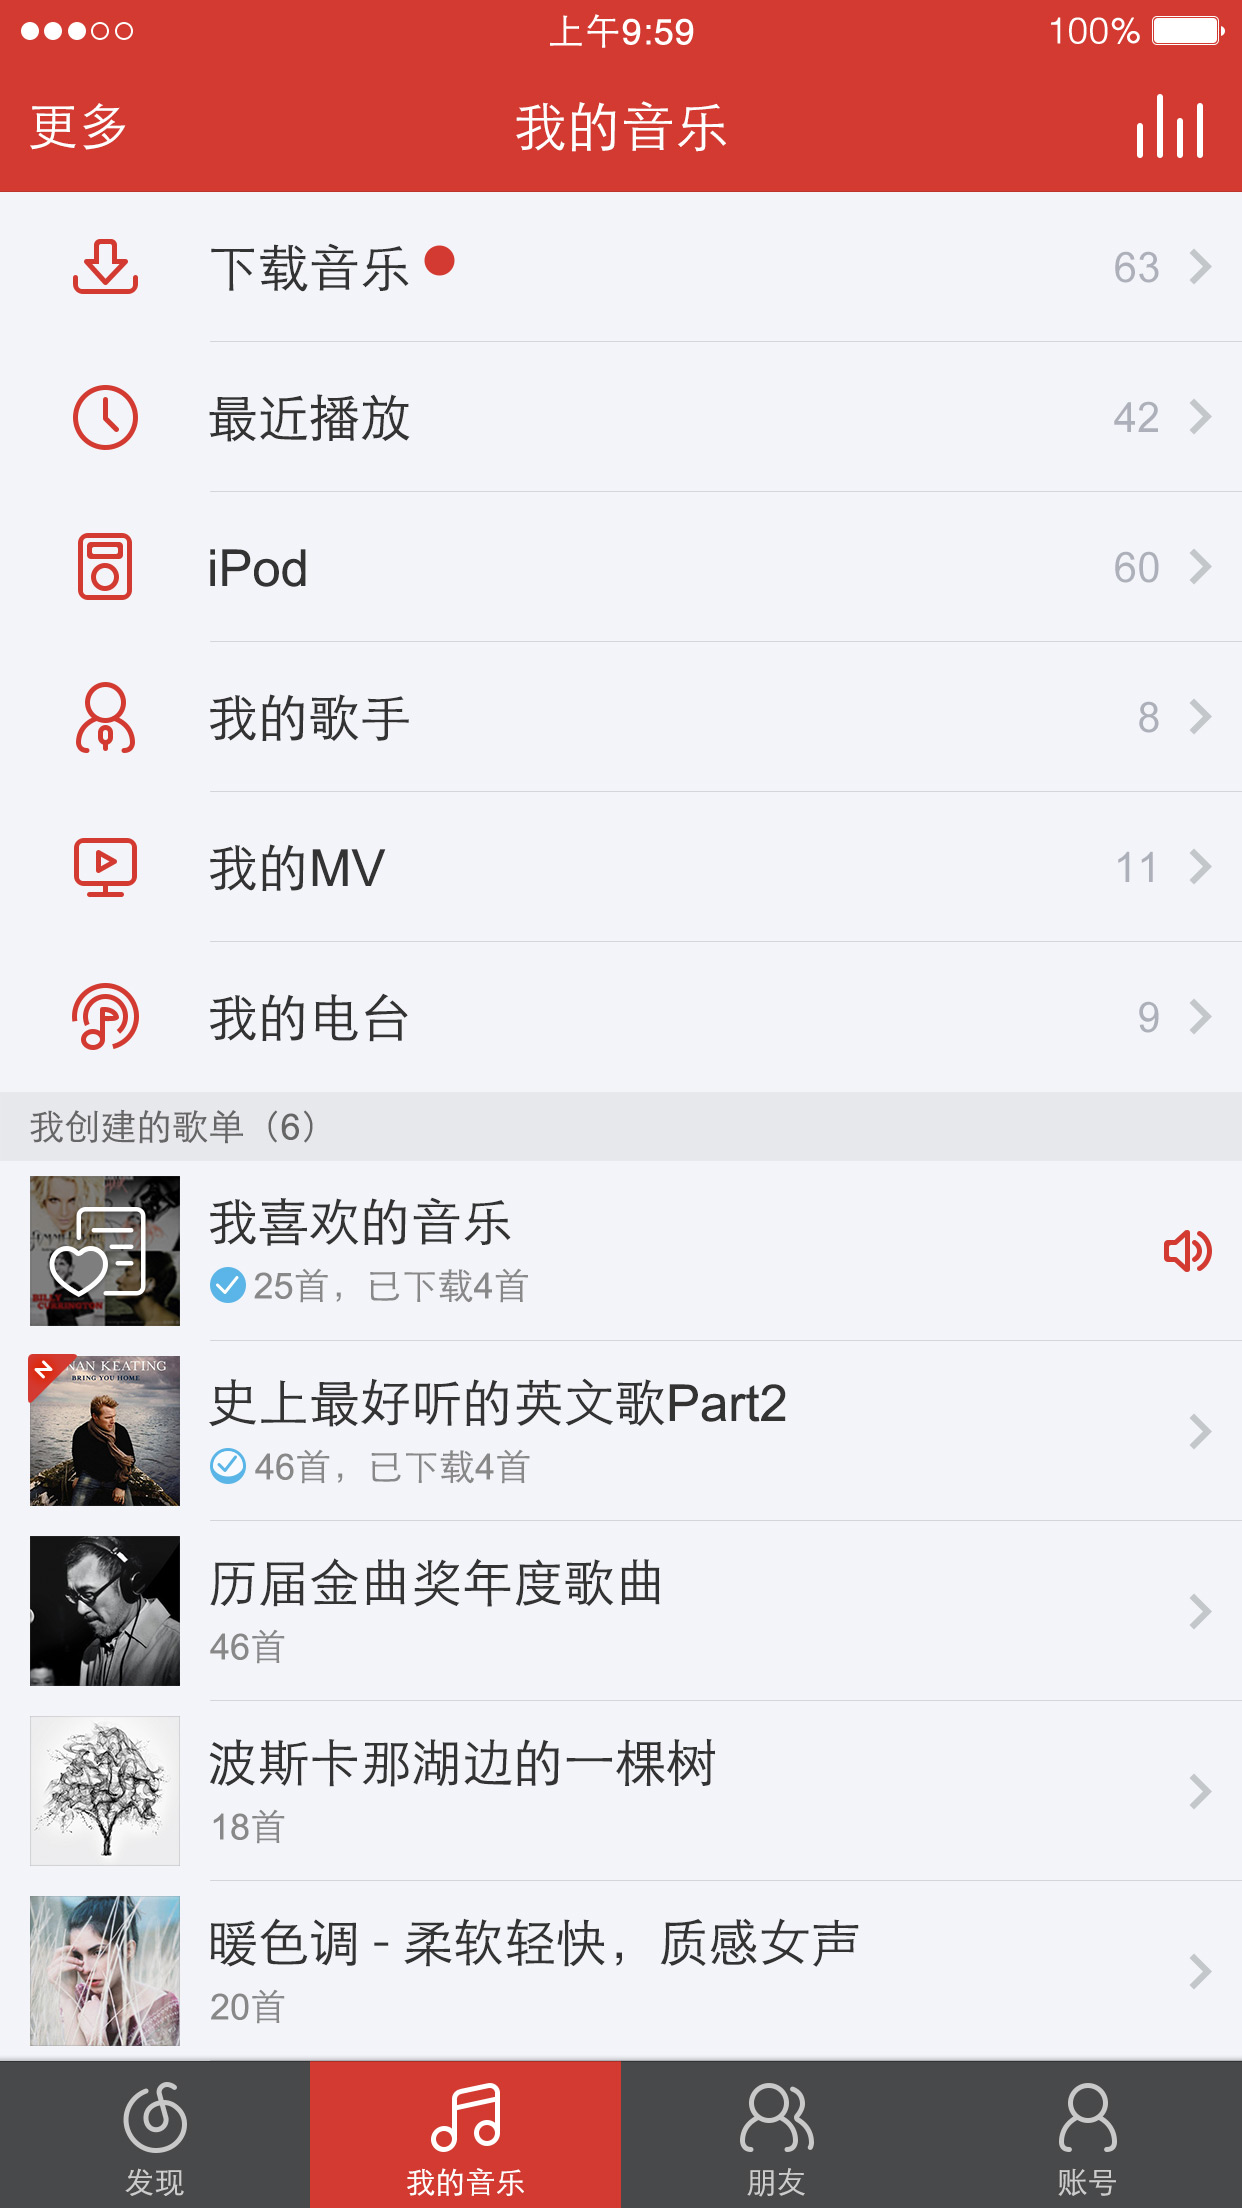 上午9:59
100%
更多
我的音乐
下载音乐
63
最近播放
42
iPod
60
我的歌手
8
我的MV
11
我的电台
9
我创建的歌单（6）
BILLY
CURRINGTON
我喜欢的音乐
25首，已下载4首
NAN KEATING
BRING YOU HOME
史上最好听的英文歌Part2
46首，已下载4首
历届金曲奖年度歌曲
46首
波斯卡那湖边的一棵树
18首
暖色调 - 柔软轻快，质感女声
20首
发现
我的音乐
朋友
账号